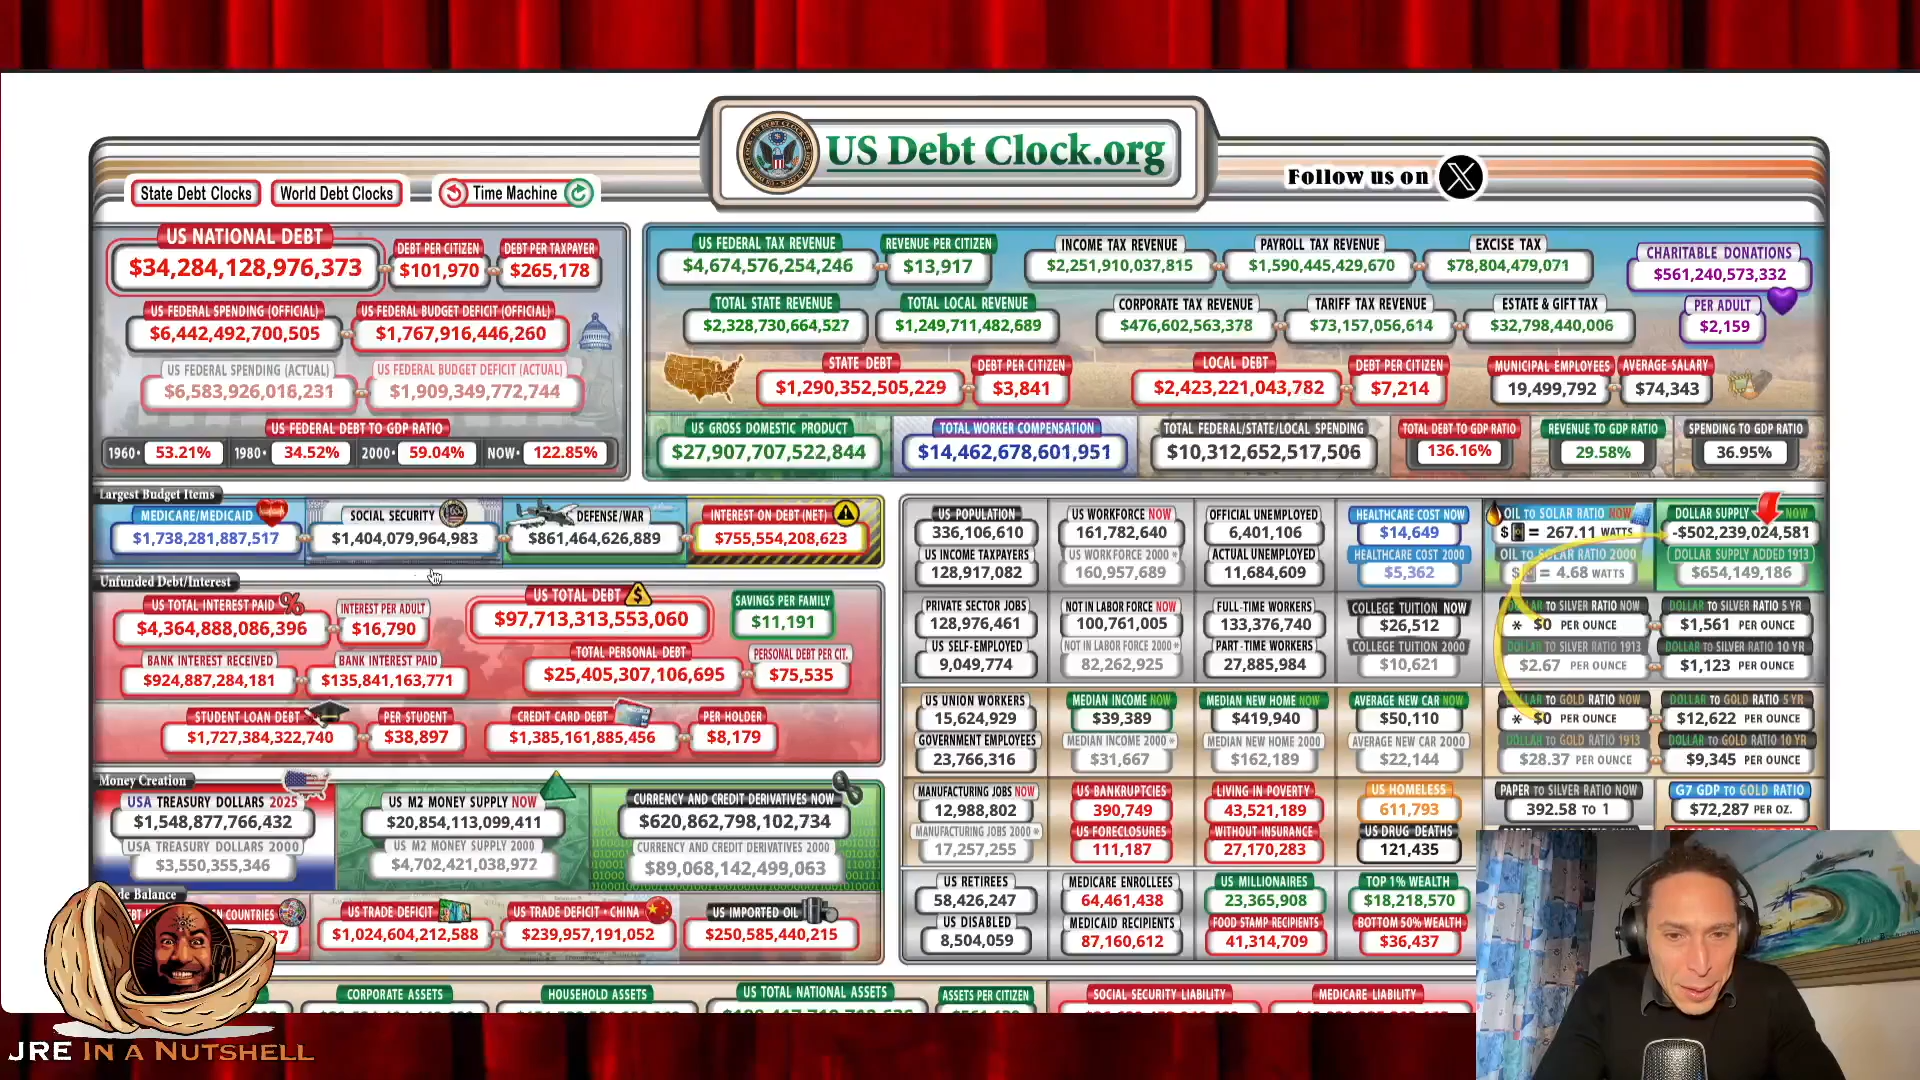 US Debt Clock.org
State Debt Clocks
World Debt Clocks
Time Machine
Follow us on X
US NATIONAL DEBT
$34,284,128,976,373
DEBT PER CITIZEN
$101,970
DEBT PER TAXPAYER
$265,178
US FEDERAL SPENDING (OFFICIAL)
$6,442,492,700,505
US FEDERAL BUDGET DEFICIT (OFFICIAL)
$1,767,916,446,260
US FEDERAL SPENDING (ACTUAL)
$6,583,926,018,231
US FEDERAL BUDGET DEFICIT (ACTUAL)
$1,909,349,772,744
US FEDERAL DEBT TO GDP RATIO
1960• 53.21% 1980• 34.52% 2000• 59.04% NOW• 122.85%
US FEDERAL TAX REVENUE
$4,674,576,254,246
REVENUE PER CITIZEN
$13,917
INCOME TAX REVENUE
$2,251,910,037,815
PAYROLL TAX REVENUE
$1,590,445,429,670
EXCISE TAX
$78,804,479,071
CHARITABLE DONATIONS
$561,240,573,332
TOTAL STATE REVENUE
$2,328,730,664,527
TOTAL LOCAL REVENUE
$1,249,711,482,689
CORPORATE TAX REVENUE
$476,602,563,378
TARIFF TAX REVENUE
$73,157,056,614
ESTATE & GIFT TAX
$32,798,440,006
PER ADULT
$2,159
STATE DEBT
$1,290,352,505,229
DEBT PER CITIZEN
$3,841
LOCAL DEBT
$2,423,221,043,782
DEBT PER CITIZEN
$7,214
MUNICIPAL EMPLOYEES
19,499,792
AVERAGE SALARY
$74,343
US GROSS DOMESTIC PRODUCT
$27,907,707,522,844
TOTAL WORKER COMPENSATION
$14,462,678,601,951
TOTAL FEDERAL/STATE/LOCAL SPENDING
$10,312,652,517,506
TOTAL DEBT TO GDP RATIO
136.16%
REVENUE TO GDP RATIO
29.58%
SPENDING TO GDP RATIO
36.95%
Largest Budget Items
MEDICARE/MEDICAID
$1,738,281,887,517
SOCIAL SECURITY
$1,404,079,964,983
DEFENSE/WAR
$861,464,626,889
INTEREST ON DEBT (NET)
$755,554,208,623
Unfunded Debt/Interest
US TOTAL INTEREST PAID
$4,364,888,086,396
INTEREST PER ADULT
$16,790
US TOTAL DEBT
$97,713,313,553,060
SAVINGS PER FAMILY
$11,191
BANK INTEREST RECEIVED
$924,887,284,181
BANK INTEREST PAID
$135,841,163,771
TOTAL PERSONAL DEBT
$25,405,307,106,695
PERSONAL DEBT PER CIT.
$75,535
STUDENT LOAN DEBT
$1,727,384,322,740
PER STUDENT
$38,897
CREDIT CARD DEBT
$1,385,161,885,456
PER HOLDER
$8,179
Money Creation
USA TREASURY DOLLARS 2025
$1,548,877,766,432
USA TREASURY DOLLARS 2000
$3,550,355,346
US M2 MONEY SUPPLY NOW
$20,854,113,099,411
US M2 MONEY SUPPLY 2000
$4,702,421,038,972
CURRENCY AND CREDIT DERIVATIVES NOW
$620,862,798,102,734
CURRENCY AND CREDIT DERIVATIVES 2000
$89,068,142,499,063
Balance
COUNTRIES
US TRADE DEFICIT
$1,024,604,212,588
US TRADE DEFICIT • CHINA
$239,957,191,052
US IMPORTED OIL
$250,585,440,215
US POPULATION
336,106,610
US WORKFORCE NOW
161,782,640
OFFICIAL UNEMPLOYED
6,401,106
HEALTHCARE COST NOW
$14,649
OIL TO SOLAR RATIO NOW
$ = 267.11 WATTS
DOLLAR SUPPLY NOW
-$502,239,024,581
US INCOME TAXPAYERS
128,917,082
US WORKFORCE 2000 *
160,957,689
ACTUAL UNEMPLOYED
11,684,609
HEALTHCARE COST 2000
$5,362
OIL TO SOLAR RATIO 2000
$ = 4.68 WATTS
DOLLAR SUPPLY ADDED 1913
$654,149,186
PRIVATE SECTOR JOBS
128,976,461
NOT IN LABOR FORCE NOW
100,761,005
FULL-TIME WORKERS
133,376,740
COLLEGE TUITION NOW
$26,512
DOLLAR TO SILVER RATIO NOW
* $0 PER OUNCE
DOLLAR TO SILVER RATIO 5 YR
$1,561 PER OUNCE
US SELF-EMPLOYED
9,049,774
NOT IN LABOR FORCE 2000 *
82,262,925
PART-TIME WORKERS
27,885,984
COLLEGE TUITION 2000
$10,621
DOLLAR TO SILVER RATIO 1913
$2.67 PER OUNCE
DOLLAR TO SILVER RATIO 10 YR
$1,123 PER OUNCE
US UNION WORKERS
15,624,929
MEDIAN INCOME NOW
$39,389
MEDIAN NEW HOME NOW
$419,940
AVERAGE NEW CAR NOW
$50,110
DOLLAR TO GOLD RATIO NOW
* $0 PER OUNCE
DOLLAR TO GOLD RATIO 5 YR
$12,622 PER OUNCE
GOVERNMENT EMPLOYEES
23,766,316
MEDIAN INCOME 2000 *
$31,667
MEDIAN NEW HOME 2000
$162,189
AVERAGE NEW CAR 2000
$22,144
DOLLAR TO GOLD RATIO 1913
$28.37 PER OUNCE
DOLLAR TO GOLD RATIO 10 YR
$9,345 PER OUNCE
MANUFACTURING JOBS NOW
12,988,802
US BANKRUPTCIES
390,749
LIVING IN POVERTY
43,521,189
US HOMELESS
611,793
PAPER TO SILVER RATIO NOW
392.58 TO 1
G7 GDP TO GOLD RATIO
$72,287 PER OZ.
MANUFACTURING JOBS 2000 *
17,257,255
US FORECLOSURES
111,187
WITHOUT INSURANCE
27,170,283
US DRUG DEATHS
121,435
US RETIREES
58,426,247
MEDICARE ENROLLEES
64,461,438
US MILLIONAIRES
23,365,908
TOP 1% WEALTH
$18,218,570
US DISABLED
8,504,059
MEDICAID RECIPIENTS
87,160,612
FOOD STAMP RECIPIENTS
41,314,709
BOTTOM 50% WEALTH
$36,437
CORPORATE ASSETS
HOUSEHOLD ASSETS
US TOTAL NATIONAL ASSETS
ASSETS PER CITIZEN
SOCIAL SECURITY LIABILITY
MEDICARE LIABILITY
JRE IN A NUTSHELL